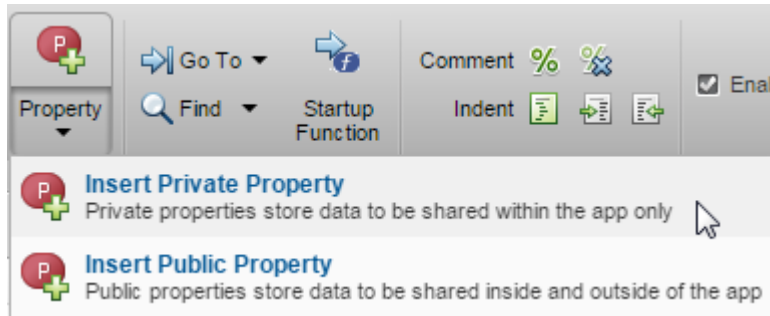 Go To
Comment
Property
Find
Startup
Function
Indent
Enal
Insert Private Property
Private properties store data to be shared within the app only
Insert Public Property
Public properties store data to be shared inside and outside of the app